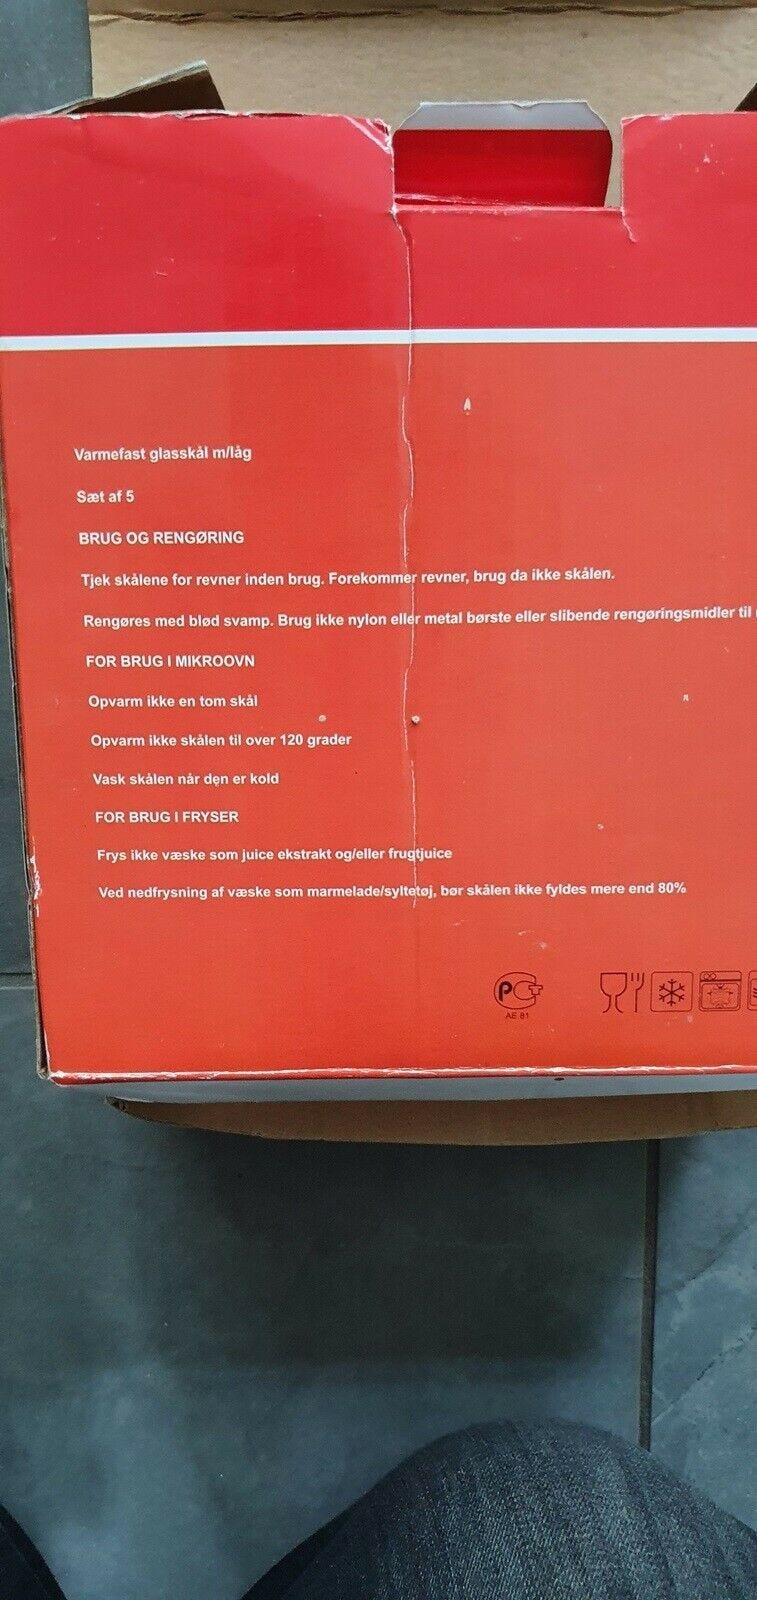 Varmefast glasskål m/låg
Sæt af 5
BRUG OG RENGØRING
Tjek skålene for revner inden brug. Forekommer revner, brug da ikke skålen.
Rengøres med blød svamp. Brug ikke nylon eller metal børste eller slibende rengøringsmidler til
FOR BRUG I MIKROOVN
Opvarm ikke en tom skål
Opvarm ikke skålen til over 120 grader
Vask skålen når den er kold
FOR BRUG I FRYSER
Frys ikke væske som juice ekstrakt og/eller frugtjuice
Ved nedfrysning af væske som marmelade/syltetøj, bør skålen ikke fyldes mere end 80%
AE 81